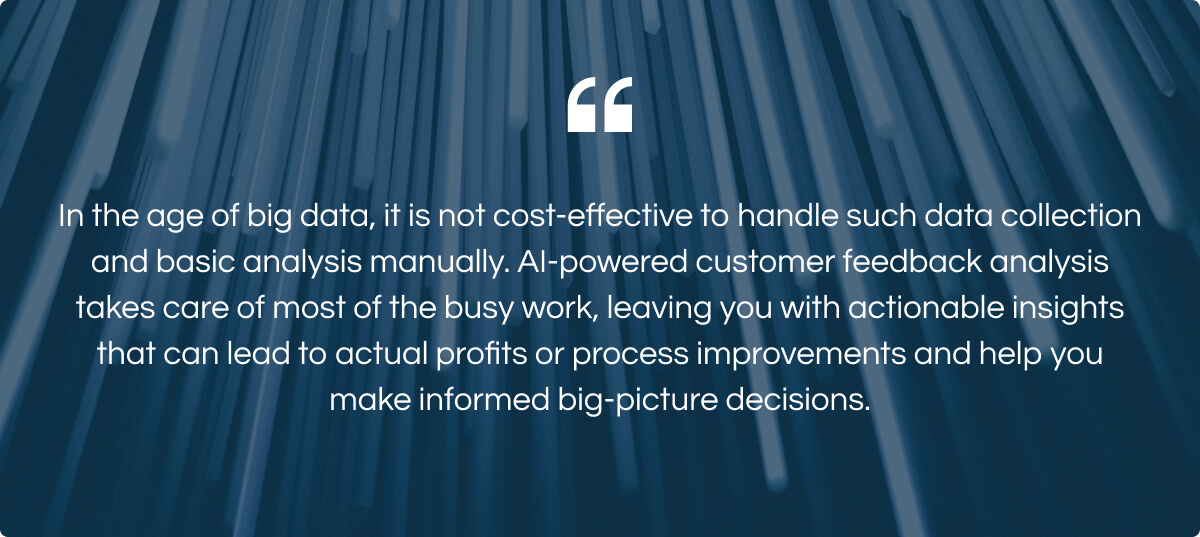 “
In the age of big data, it is not cost-effective to handle such data collection
and basic analysis manually. AI-powered customer feedback analysis
takes care of most of the busy work, leaving you with actionable insights
that can lead to actual profits or process improvements and help you
make informed big-picture decisions.